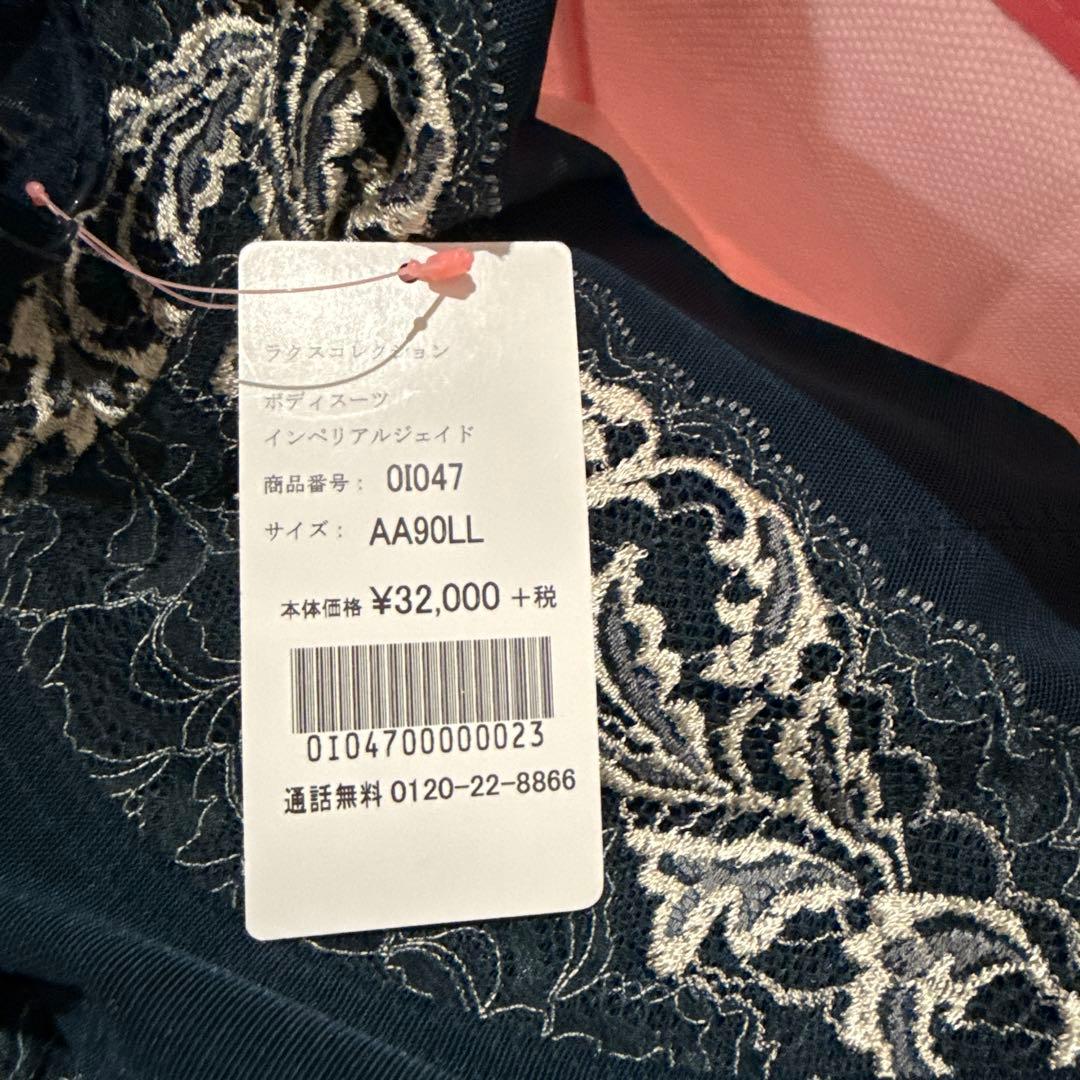 ラクスコレクション
ボディスーツ
インペリアルジェイド
商品番号： 0I047
サイズ： AA90LL
本体価格 ¥32,000 +税
0I04700000023
通話無料 0120-22-8866